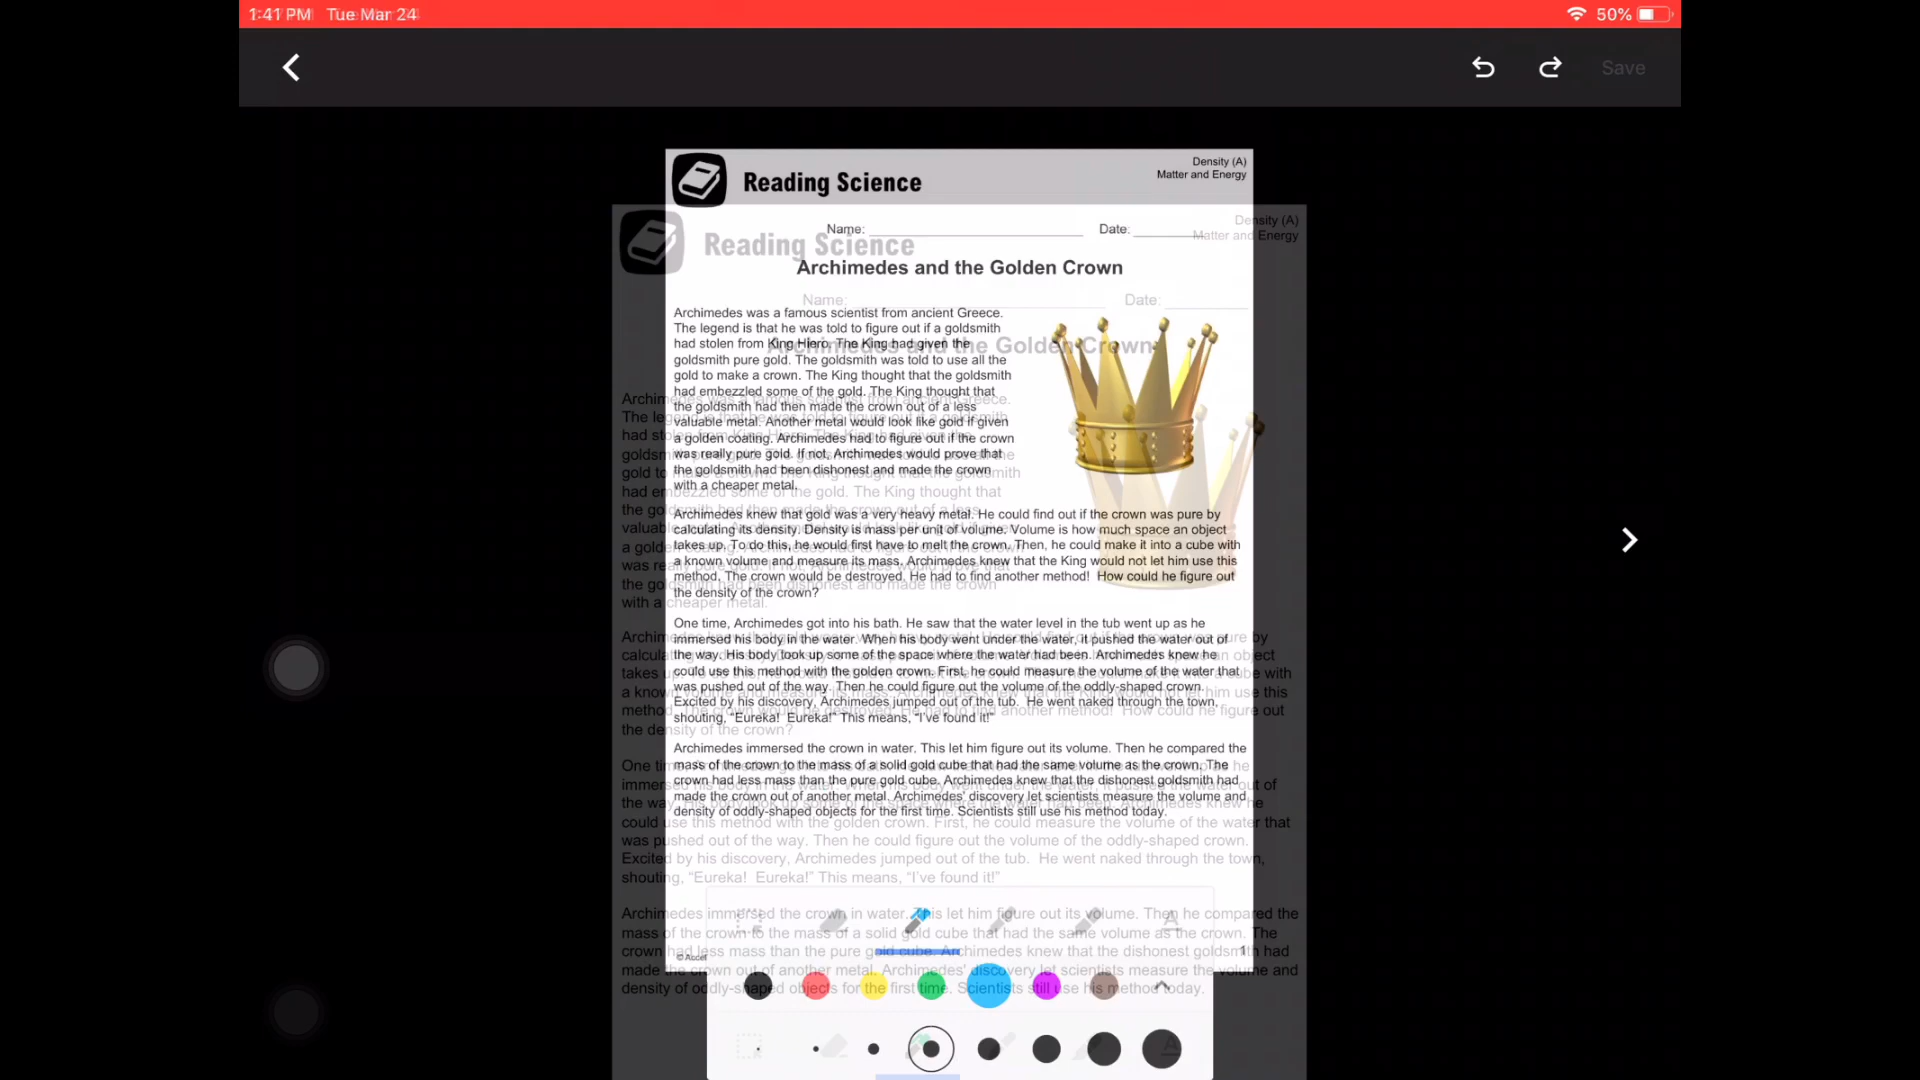 1:41 PM Tue Mar 24
50%
Save
Reading Science
Density (A)
Matter and Energy
Name: Date:
Archimedes and the Golden Crown
Archimedes was a famous scientist from ancient Greece.
The legend is that he was told to figure out if a goldsmith
had stolen from King Hiero. The King had given the
goldsmith pure gold. The goldsmith was told to use all the
gold to make a crown. The King thought that the goldsmith
had embezzled some of the gold. The King thought that
the goldsmith had then made the crown out of a less
valuable metal. Another metal would look like gold if given
a golden coating. Archimedes had to figure out if the crown
was really pure gold. If not, Archimedes would prove that
the goldsmith had been dishonest and made the crown
with a cheaper metal.
Archimedes knew that gold was a very heavy metal. He could find out if the crown was pure by
calculating its density. Density is mass per unit of volume. Volume is how much space an object
takes up. To do this, he would first have to melt the crown. Then, he could make it into a cube with
a known volume and measure its mass. Archimedes knew that the King would not let him use this
method. The crown would be destroyed. He had to find another method! How could he figure out
the density of the crown?
One time, Archimedes got into his bath. He saw that the water level in the tub went up as he
immersed his body in the water. When his body went under the water, it pushed the water out of
the way. His body took up some of the space where the water had been. Archimedes knew he
could use this method with the golden crown. First, he could measure the volume of the water that
was pushed out of the way. Then he could figure out the volume of the oddly-shaped crown.
Excited by his discovery, Archimedes jumped out of the tub. He went naked through the town,
shouting, “Eureka! Eureka!” This means, “I’ve found it!”
Archimedes immersed the crown in water. This let him figure out its volume. Then he compared the
mass of the crown to the mass of a solid gold cube that had the same volume as the crown. The
crown had less mass than the pure gold cube. Archimedes knew that the dishonest goldsmith had
made the crown out of another metal. Archimedes’ discovery let scientists measure the volume and
density of oddly-shaped objects for the first time. Scientists still use his method today.
1